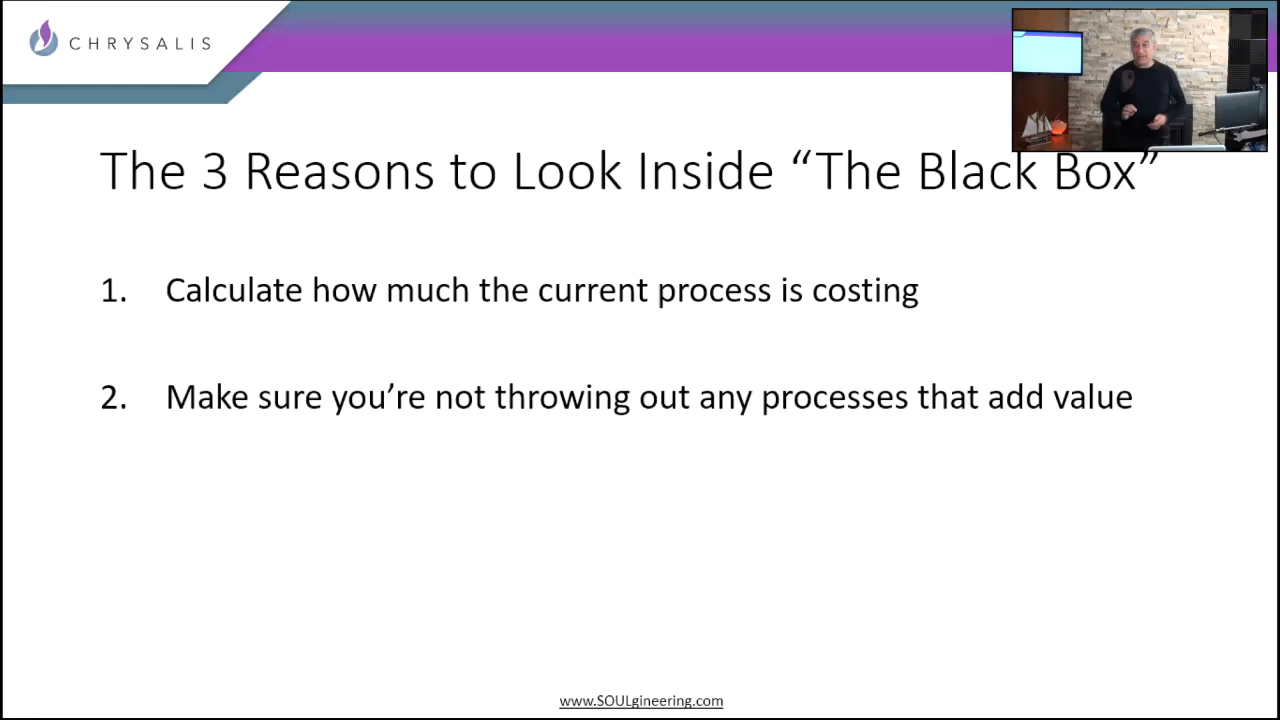 CHRYSALIS
The 3 Reasons to Look Inside “The Black Box”
1. Calculate how much the current process is costing
2. Make sure you’re not throwing out any processes that add value
www.SOULgineering.com